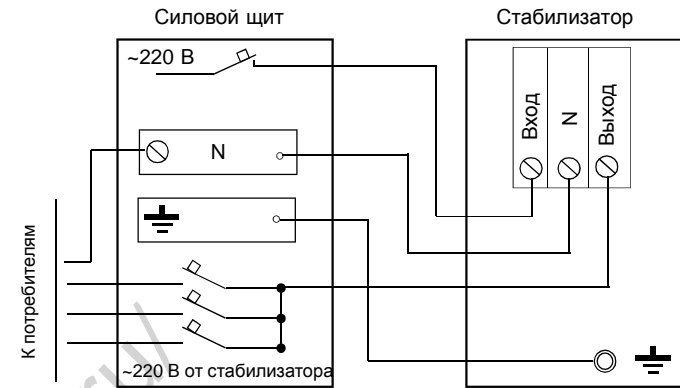 Силовой щит
Стабилизатор
~220 В
Вход
N
Выход
N
К потребителям
~220 В от стабилизатора